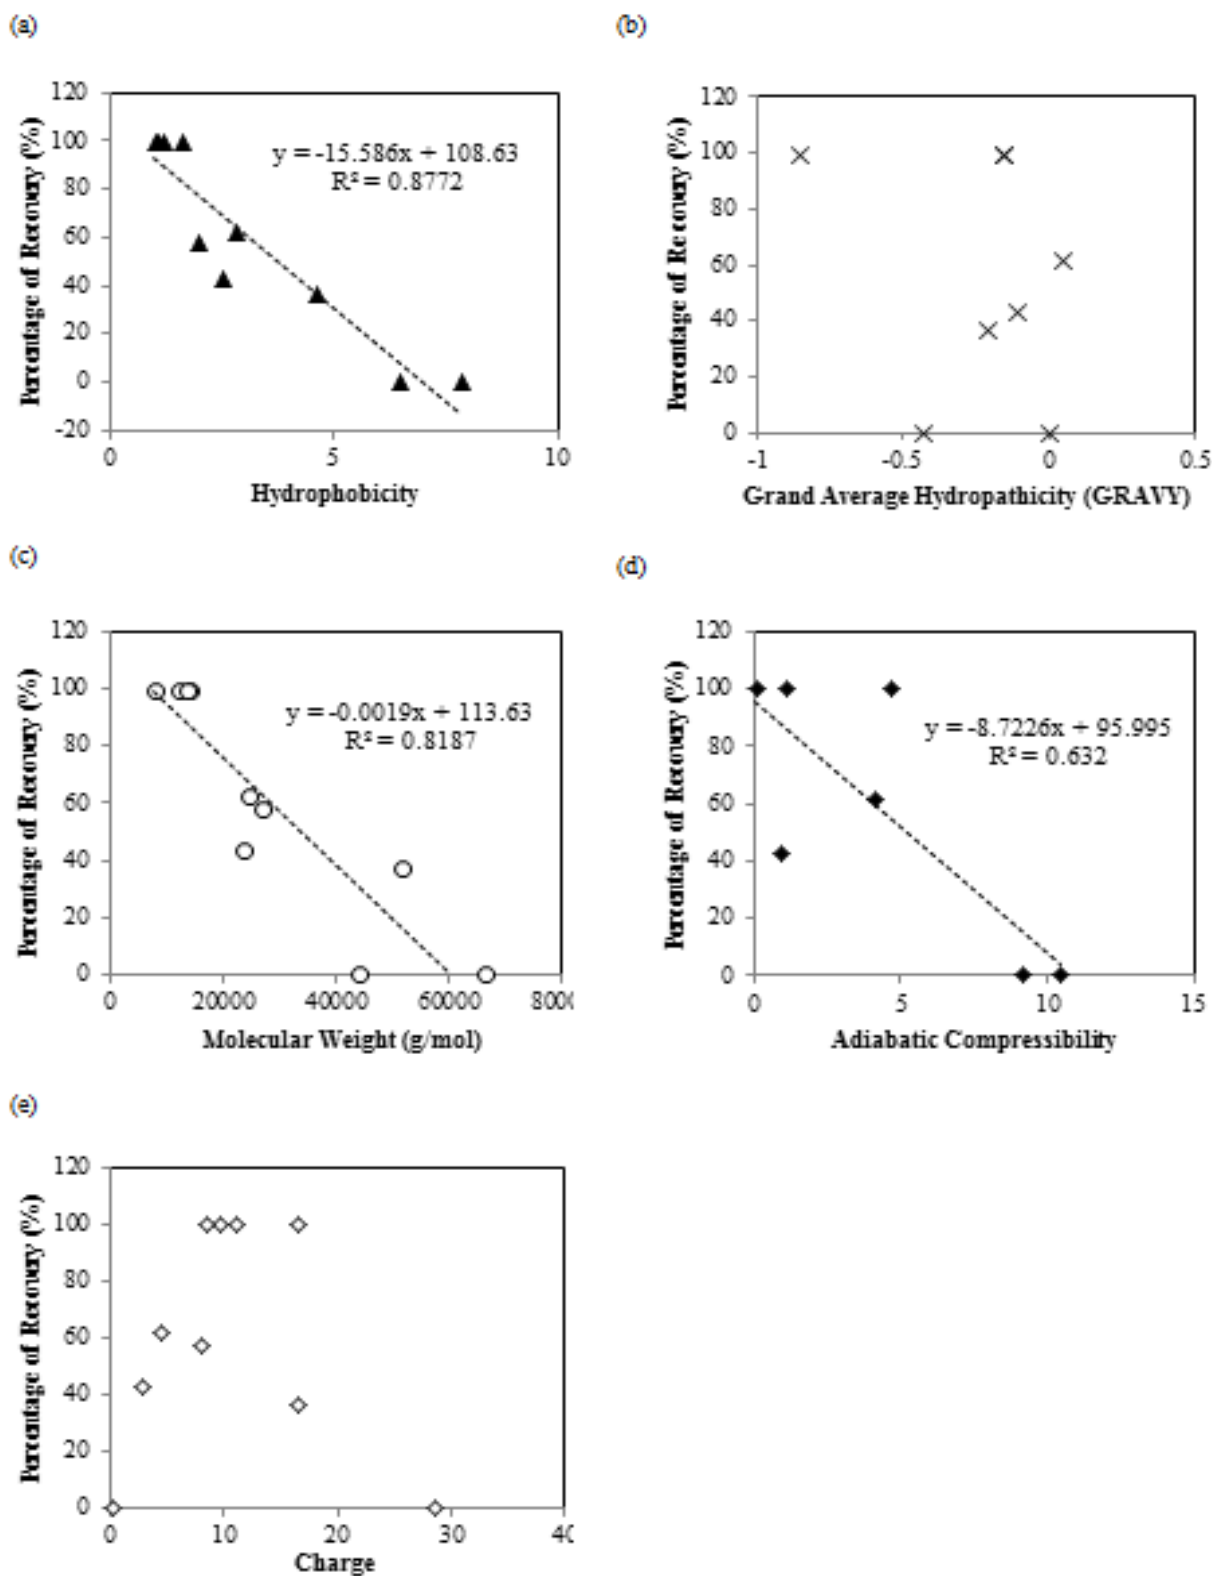 (a)
120
100
80
60
40
20
0
-20
Percentage of Recovery (%)
y = -15.586x + 108.63
R² = 0.8772
0 5 10
Hydrophobicity
(b)
120
100
80
60
40
20
0
Percentage of Recovery (%)
-1 -0.5 0 0.5
Grand Average Hydropathicity (GRAVY)
(c)
120
100
80
60
40
20
0
Percentage of Recovery (%)
y = -0.0019x + 113.63
R² = 0.8187
0 20000 40000 60000 8000
Molecular Weight (g/mol)
(d)
120
100
80
60
40
20
0
Percentage of Recovery (%)
y = -8.7226x + 95.995
R² = 0.632
0 5 10 15
Adiabatic Compressibility
(e)
120
100
80
60
40
20
0
Percentage of Recovery (%)
0 10 20 30 40
Charge